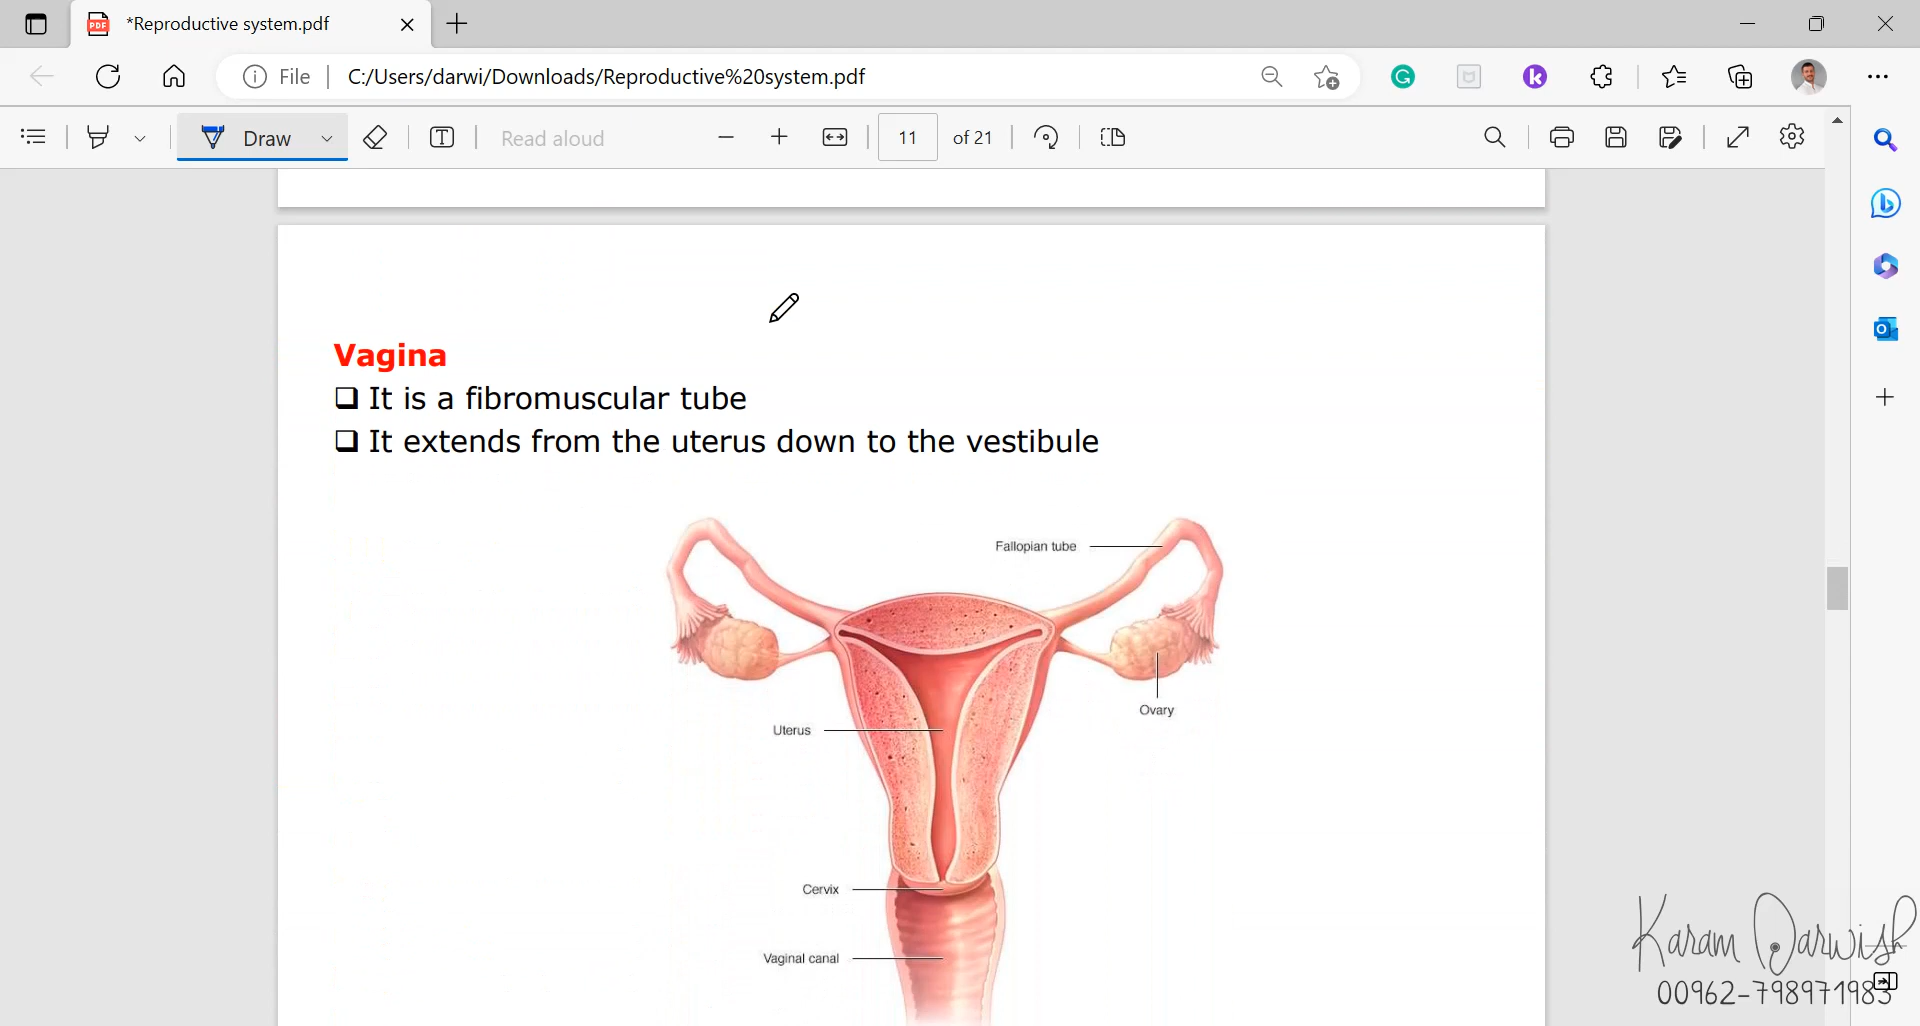 *Reproductive system.pdf
File
C:/Users/darwi/Downloads/Reproductive%20system.pdf
Draw
Read aloud
11
of 21
Vagina
❑ It is a fibromuscular tube
❑ It extends from the uterus down to the vestibule
Fallopian tube
Ovary
Uterus
Cervix
Vaginal canal
Karam Darwish
00962-798971983